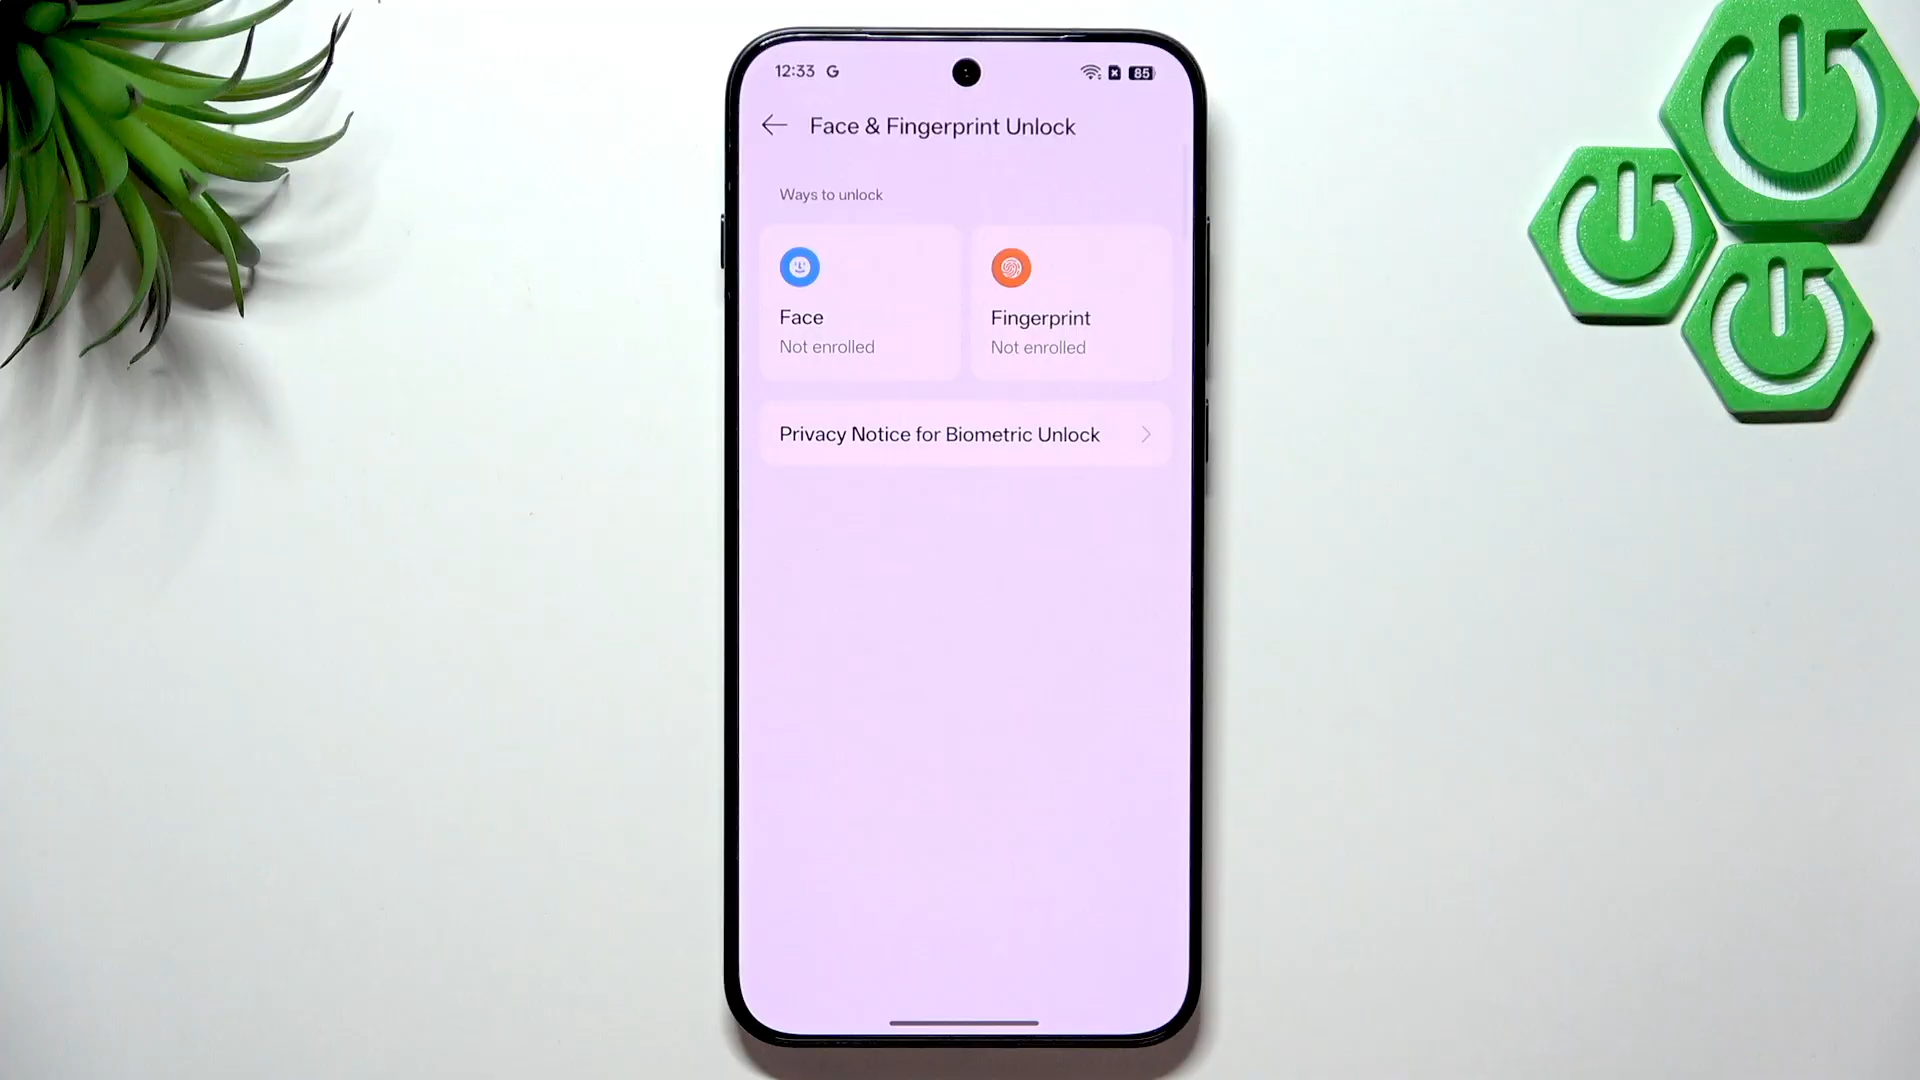 12:33 G
85
Face & Fingerprint Unlock
Ways to unlock
Face
Not enrolled
Fingerprint
Not enrolled
Privacy Notice for Biometric Unlock